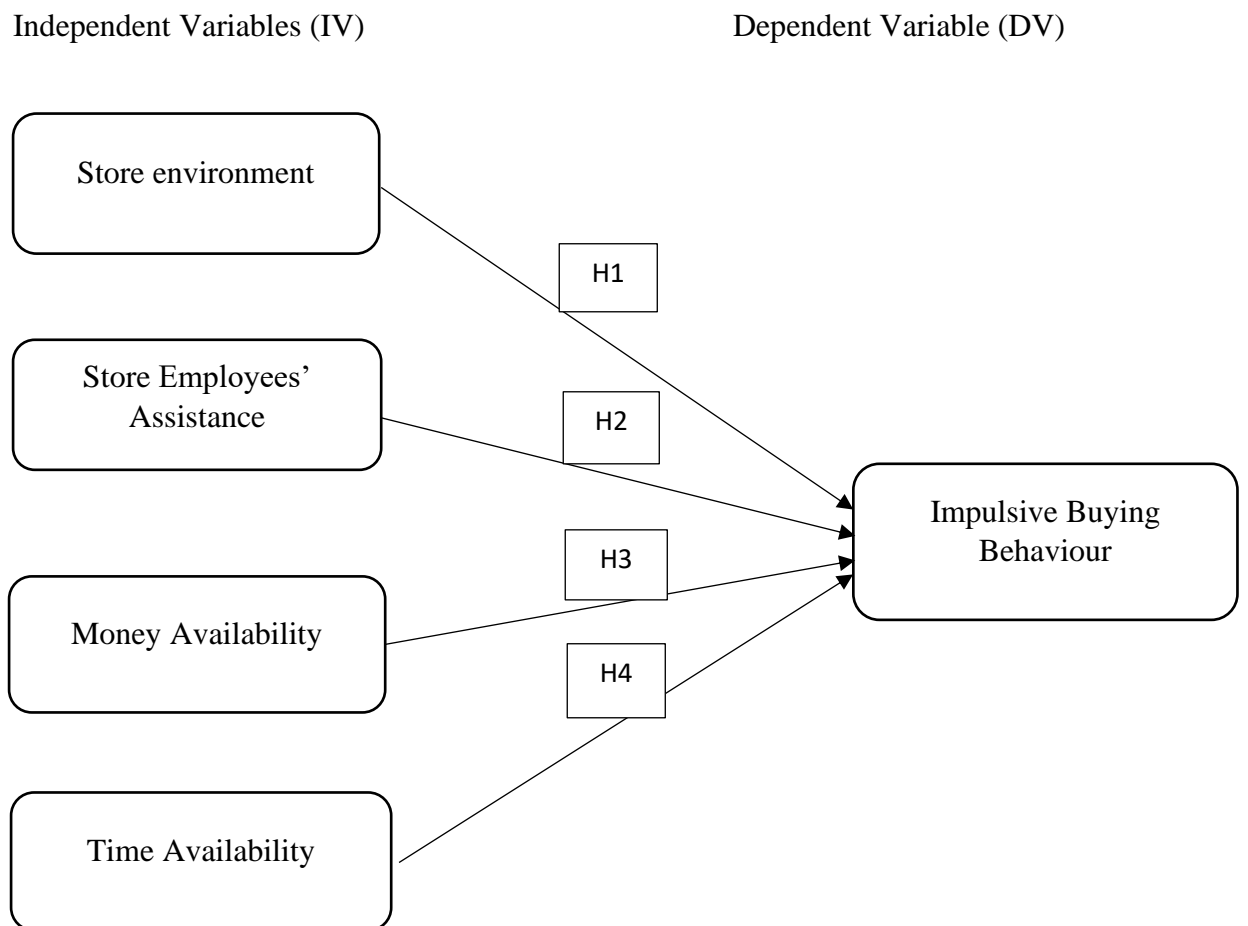 Independent Variables (IV)
Dependent Variable (DV)
Store environment
H1
Store Employees’
Assistance
H2
Impulsive Buying
Behaviour
H3
Money Availability
H4
Time Availability